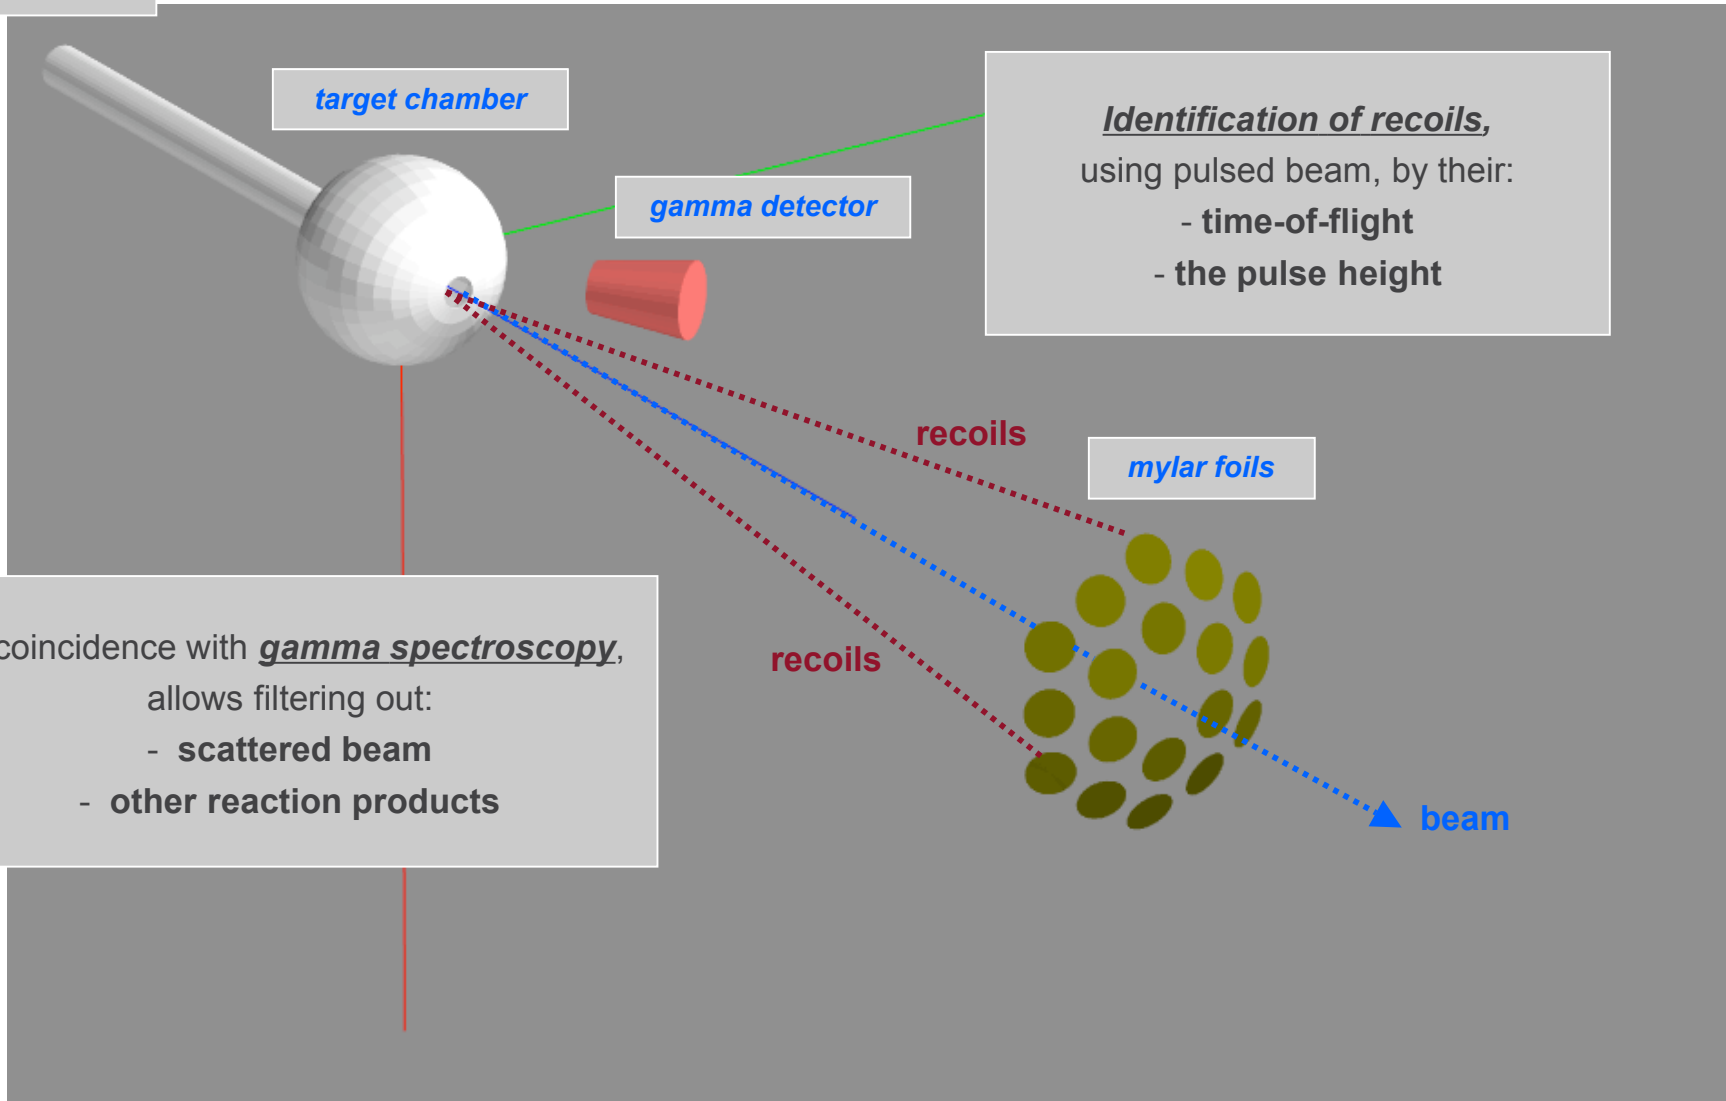 target chamber
Identification of recoils,
using pulsed beam, by their:
- time-of-flight
- the pulse height
gamma detector
recoils
mylar foils
coincidence with gamma spectroscopy,
allows filtering out:
- scattered beam
- other reaction products
recoils
beam